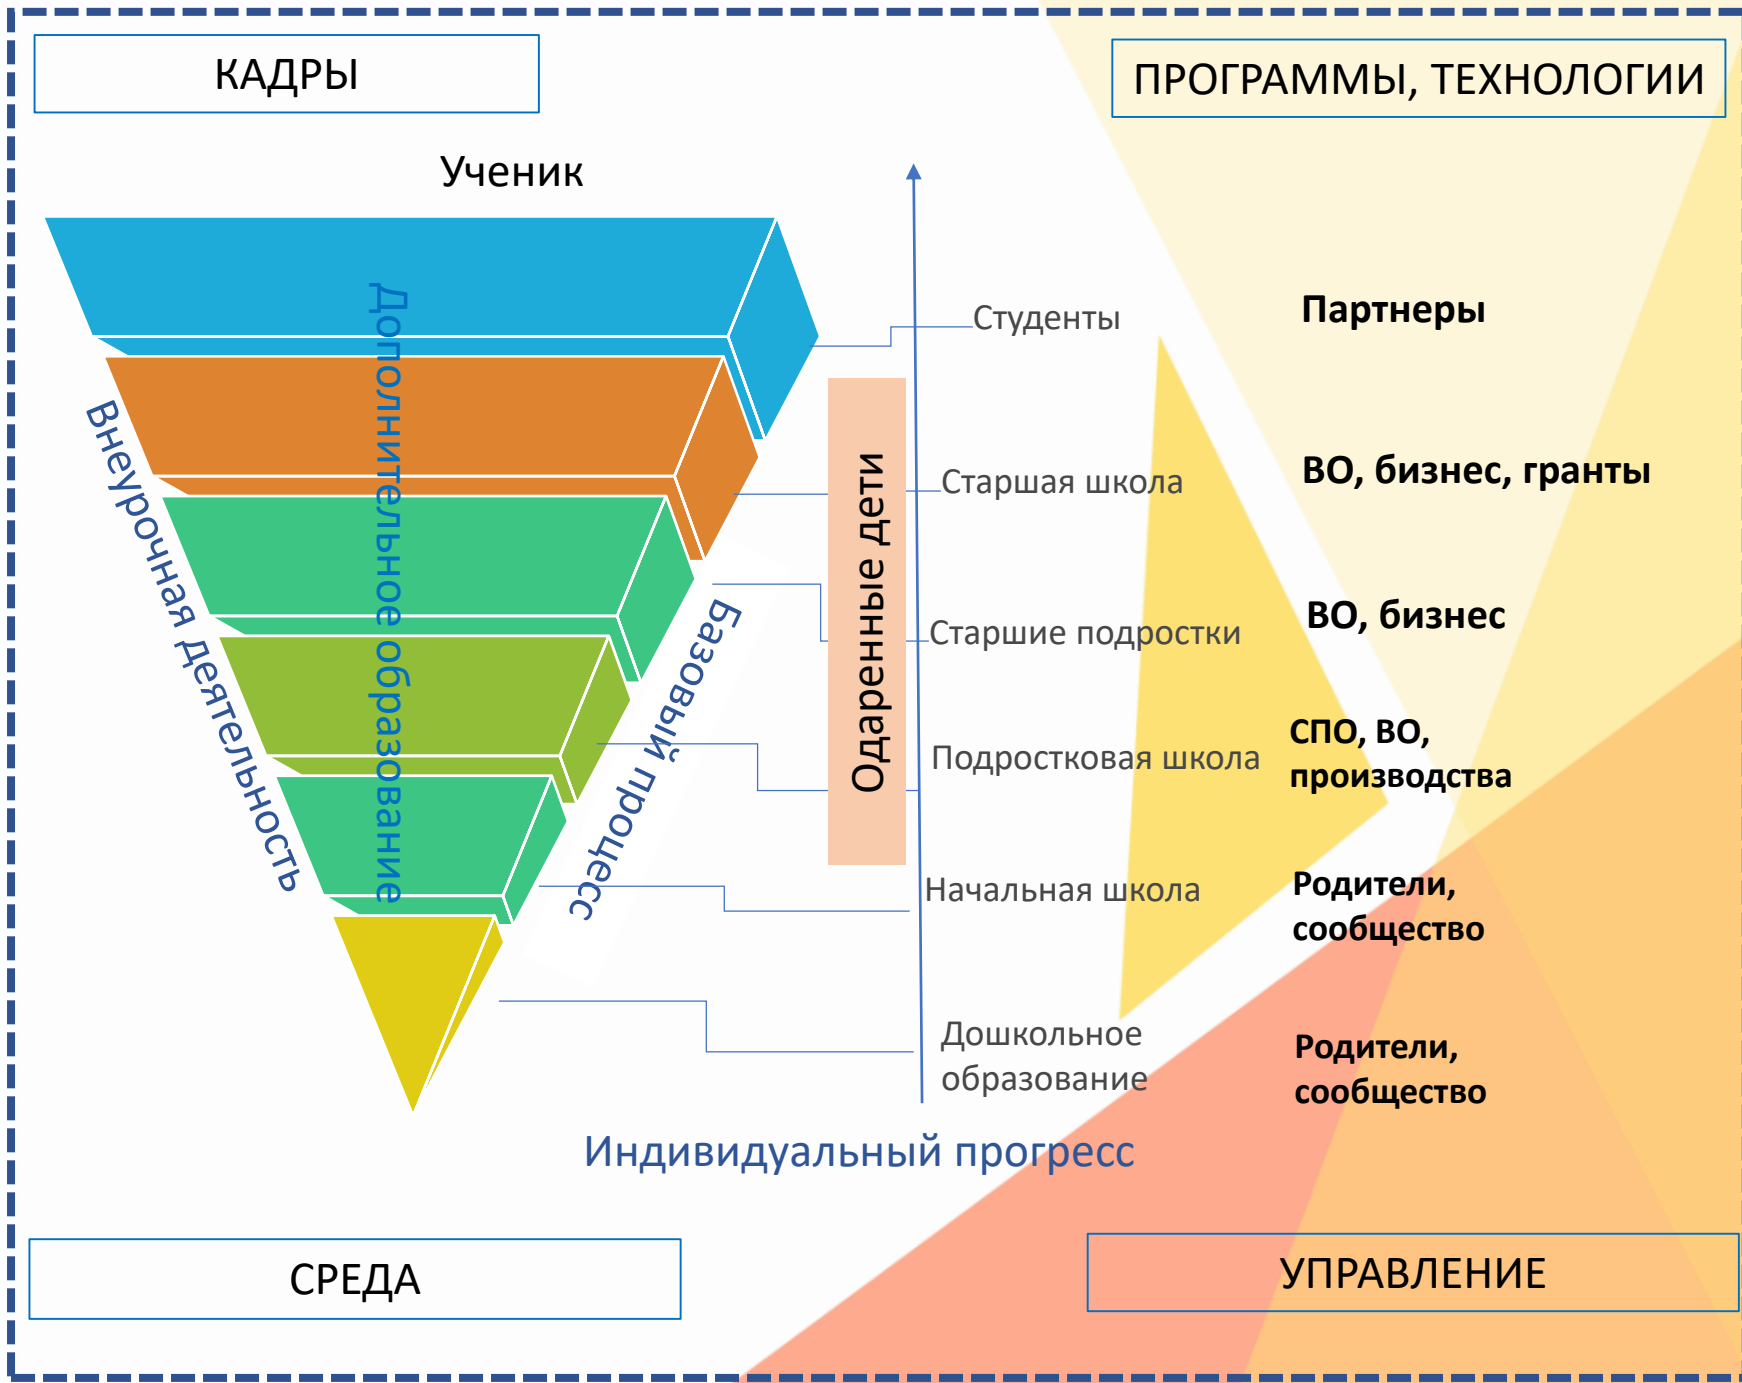 КАДРЫ
ПРОГРАММЫ, ТЕХНОЛОГИИ
Ученик
Дополнительное образование
Внеурочная деятельность
Базовый процесс
Одаренные дети
Студенты
Партнеры
Старшая школа
ВО, бизнес, гранты
Старшие подростки
ВО, бизнес
Подростковая школа
СПО, ВО,
производства
Начальная школа
Родители,
сообщество
Дошкольное
образование
Родители,
сообщество
Индивидуальный прогресс
СРЕДА
УПРАВЛЕНИЕ